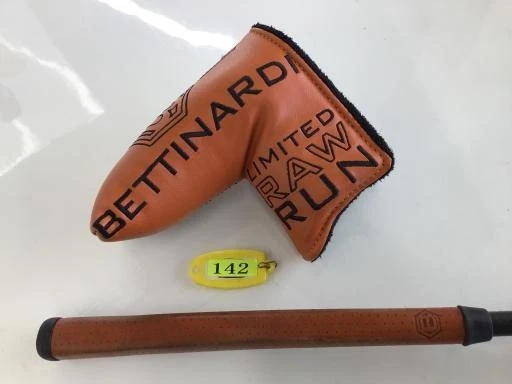 BETTINARDI
LIMITED
RAW
RUN
142
B